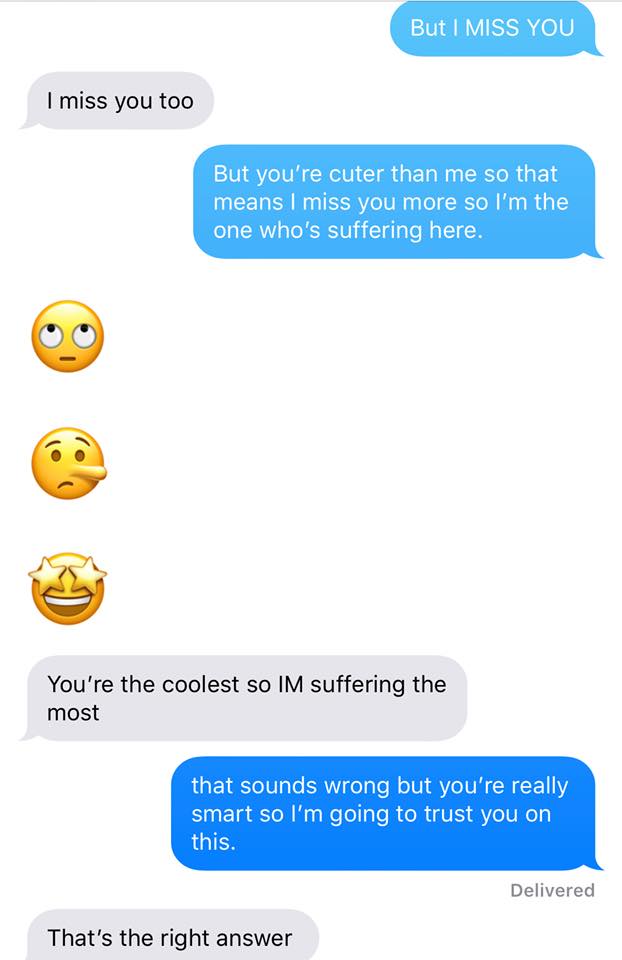 But I MISS YOU
I miss you too
But you’re cuter than me so that
means I miss you more so I’m the
one who’s suffering here.
You’re the coolest so IM suffering the
most
that sounds wrong but you’re really
smart so I’m going to trust you on
this.
Delivered
That’s the right answer